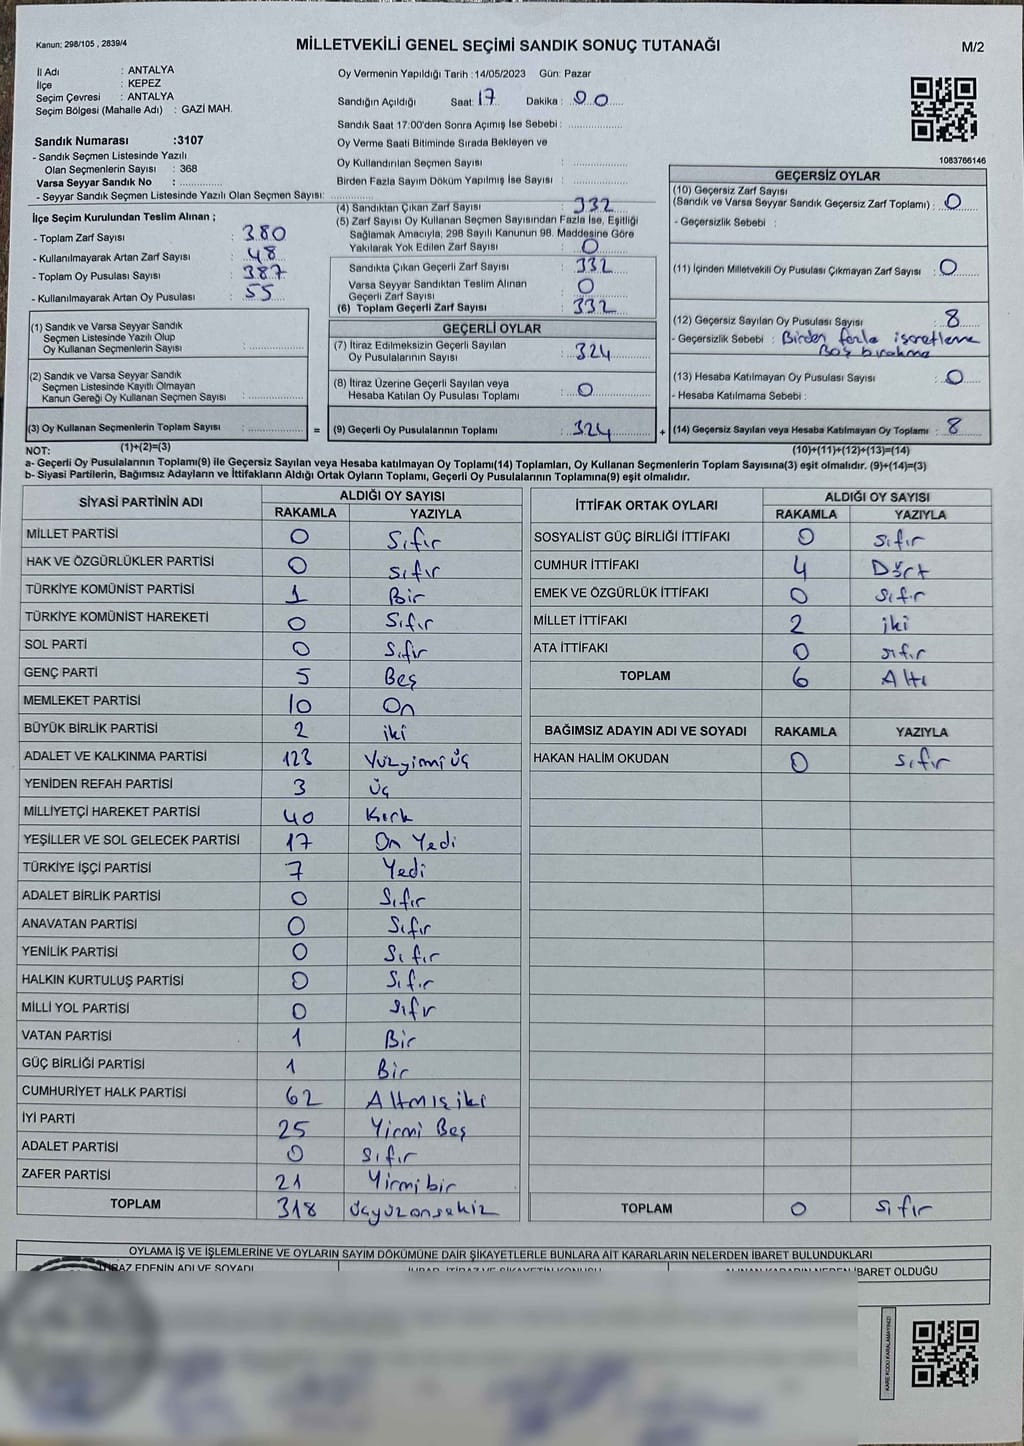 Kanun: 298/105 , 2839/4
MİLLETVEKİLİ GENEL SEÇİMİ SANDIK SONUÇ TUTANAĞI
M/2
İl Adı : ANTALYA
İlçe : KEPEZ
Seçim Çevresi : ANTALYA
Seçim Bölgesi (Mahalle Adı) : GAZİ MAH.
Sandık Numarası :3107
- Sandık Seçmen Listesinde Yazılı
Olan Seçmenlerin Sayısı : 368
Varsa Seyyar Sandık No :
- Seyyar Sandık Seçmen Listesinde Yazılı Olan Seçmen Sayısı:
İlçe Seçim Kurulundan Teslim Alınan ;
- Toplam Zarf Sayısı : 380
- Kullanılmayarak Artan Zarf Sayısı : 48
- Toplam Oy Pusulası Sayısı : 387
- Kullanılmayarak Artan Oy Pusulası : 55
Oy Vermenin Yapıldığı Tarih :14/05/2023 Gün: Pazar
Sandığın Açıldığı Saat: 17 Dakika : 00
Sandık Saat 17:00'den Sonra Açımış İse Sebebi :
Oy Verme Saati Bitiminde Sırada Bekleyen ve
Oy Kullandırılan Seçmen Sayısı :
Birden Fazla Sayım Döküm Yapılmış İse Sayısı :
(4) Sandıktan Çıkan Zarf Sayısı : 332
(5) Zarf Sayısı Oy Kullanan Seçmen Sayısından Fazla İse, Eşitliği
Sağlamak Amacıyla; 298 Sayılı Kanunun 98. Maddesine Göre
Yakılarak Yok Edilen Zarf Sayısı : 0
Sandıkta Çıkan Geçerli Zarf Sayısı : 332
Varsa Seyyar Sandıktan Teslim Alınan
Geçerli Zarf Sayısı : 0
(6) Toplam Geçerli Zarf Sayısı : 332
1083766146
GEÇERSİZ OYLAR
(10) Geçersiz Zarf Sayısı
(Sandık ve Varsa Seyyar Sandık Geçersiz Zarf Toplamı) : 0
- Geçersizlik Sebebi :
(11) İçinden Milletvekili Oy Pusulası Çıkmayan Zarf Sayısı : 0
(12) Geçersiz Sayılan Oy Pusulası Sayısı : 8
- Geçersizlik Sebebi : Birden fazla işaretleme
Boş bırakma
(13) Hesaba Katılmayan Oy Pusulası Sayısı : 0
- Hesaba Katılmama Sebebi :
(14) Geçersiz Sayılan veya Hesaba Katılmayan Oy Toplamı : 8
(1) Sandık ve Varsa Seyyar Sandık
Seçmen Listesinde Yazılı Olup
Oy Kullanan Seçmenlerin Sayısı :
(2) Sandık ve Varsa Seyyar Sandık
Seçmen Listesinde Kayıtlı Olmayan
Kanun Gereği Oy Kullanan Seçmen Sayısı :
(3) Oy Kullanan Seçmenlerin Toplam Sayısı : =
GEÇERLİ OYLAR
(7) İtiraz Edilmeksizin Geçerli Sayılan
Oy Pusulalarının Sayısı : 324
(8) İtiraz Üzerine Geçerli Sayılan veya
Hesaba Katılan Oy Pusulası Toplamı : 0
(9) Geçerli Oy Pusulalarının Toplamı : 324 +
NOT: (1)+(2)=(3) (10)+(11)+(12)+(13)=(14)
a- Geçerli Oy Pusulalarının Toplamı(9) ile Geçersiz Sayılan veya Hesaba katılmayan Oy Toplamı(14) Toplamları, Oy Kullanan Seçmenlerin Toplam Sayısına(3) eşit olmalıdır. (9)+(14)=(3)
b- Siyasi Partilerin, Bağımsız Adayların ve İttifakların Aldığı Ortak Oyların Toplamı, Geçerli Oy Pusulalarının Toplamına(9) eşit olmalıdır.
SİYASİ PARTİNİN ADI ALDIĞI OY SAYISI
RAKAMLA YAZIYLA
MİLLET PARTİSİ 0 Sıfır
HAK VE ÖZGÜRLÜKLER PARTİSİ 0 Sıfır
TÜRKİYE KOMÜNİST PARTİSİ 1 Bir
TÜRKİYE KOMÜNİST HAREKETİ 0 Sıfır
SOL PARTİ 0 Sıfır
GENÇ PARTİ 5 Beş
MEMLEKET PARTİSİ 10 On
BÜYÜK BİRLİK PARTİSİ 2 iki
ADALET VE KALKINMA PARTİSİ 123 Yüzyirmi üç
YENİDEN REFAH PARTİSİ 3 Üç
MİLLİYETÇİ HAREKET PARTİSİ 40 Kırk
YEŞİLLER VE SOL GELECEK PARTİSİ 17 On Yedi
TÜRKİYE İŞÇİ PARTİSİ 7 Yedi
ADALET BİRLİK PARTİSİ 0 Sıfır
ANAVATAN PARTİSİ 0 Sıfır
YENİLİK PARTİSİ 0 Sıfır
HALKIN KURTULUŞ PARTİSİ 0 Sıfır
MİLLİ YOL PARTİSİ 0 Sıfır
VATAN PARTİSİ 1 Bir
GÜÇ BİRLİĞİ PARTİSİ 1 Bir
CUMHURİYET HALK PARTİSİ 62 Altmış iki
İYİ PARTİ 25 Yirmi Beş
ADALET PARTİSİ 0 Sıfır
ZAFER PARTİSİ 21 Yirmi bir
TOPLAM 318 Üçyüzonsekiz
İTTİFAK ORTAK OYLARI ALDIĞI OY SAYISI
RAKAMLA YAZIYLA
SOSYALİST GÜÇ BİRLİĞİ İTTİFAKI 0 Sıfır
CUMHUR İTTİFAKI 4 Dört
EMEK VE ÖZGÜRLÜK İTTİFAKI 0 Sıfır
MİLLET İTTİFAKI 2 iki
ATA İTTİFAKI 0 sıfır
TOPLAM 6 Altı
BAĞIMSIZ ADAYIN ADI VE SOYADI RAKAMLA YAZIYLA
HAKAN HALİM OKUDAN 0 Sıfır
TOPLAM 0 Sıfır
OYLAMA İŞ VE İŞLEMLERİNE VE OYLARIN SAYIM DÖKÜMÜNE DAİR ŞİKAYETLERLE BUNLARA AİT KARARLARIN NELERDEN İBARET BULUNDUKLARI
EDENİN ADI VE SOYADI
İBARET OLDUĞU
KARE KODU KARALAMAYINIZ!